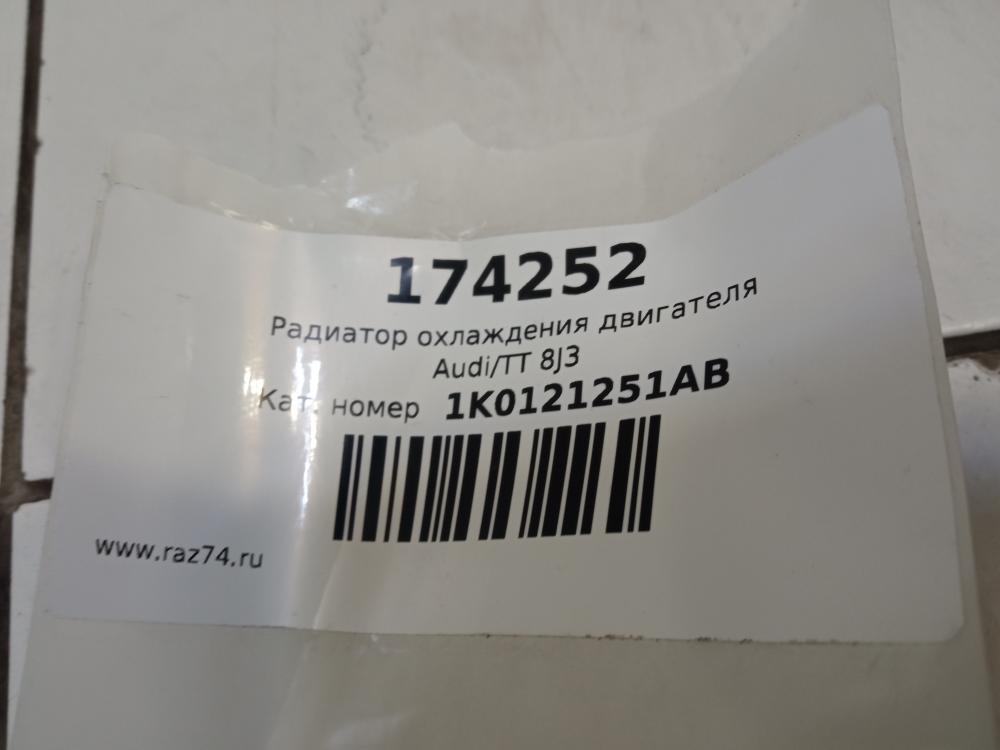 174252
Радиатор охлаждения двигателя
Audi/TT 8J3
Кат. номер 1K0121251AB
www.raz74.ru